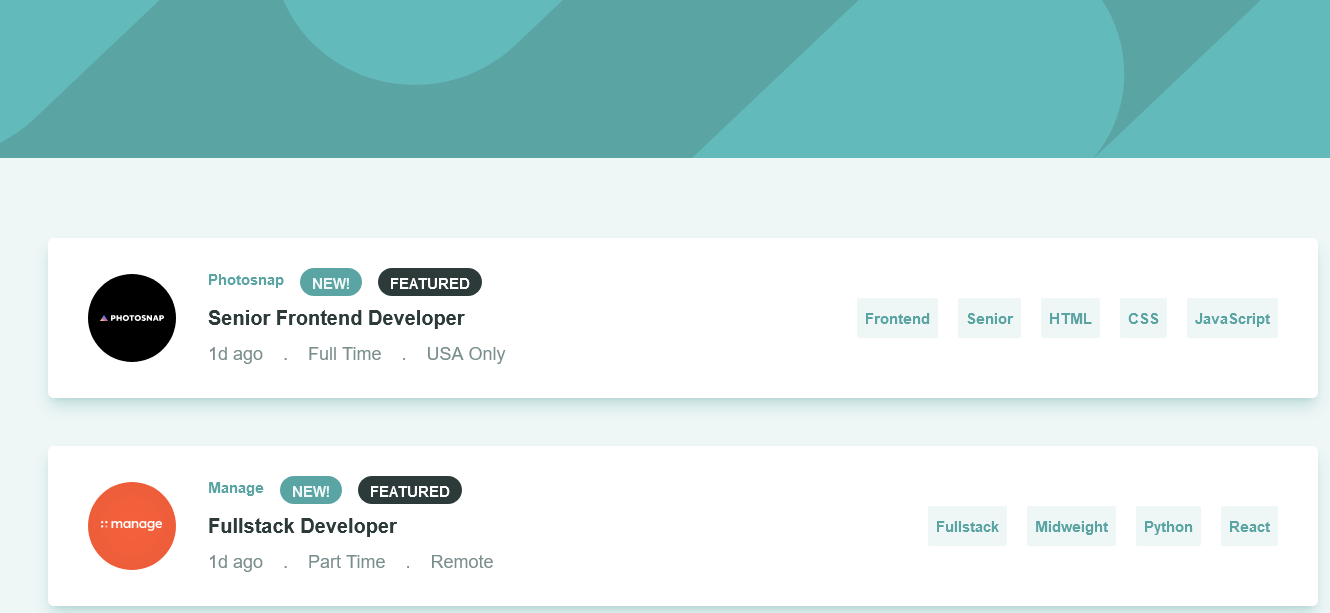 PHOTOSNAP
Photosnap NEW! FEATURED
Senior Frontend Developer
1d ago . Full Time . USA Only
Frontend Senior HTML CSS JavaScript
manage
Manage NEW! FEATURED
Fullstack Developer
1d ago . Part Time . Remote
Fullstack Midweight Python React